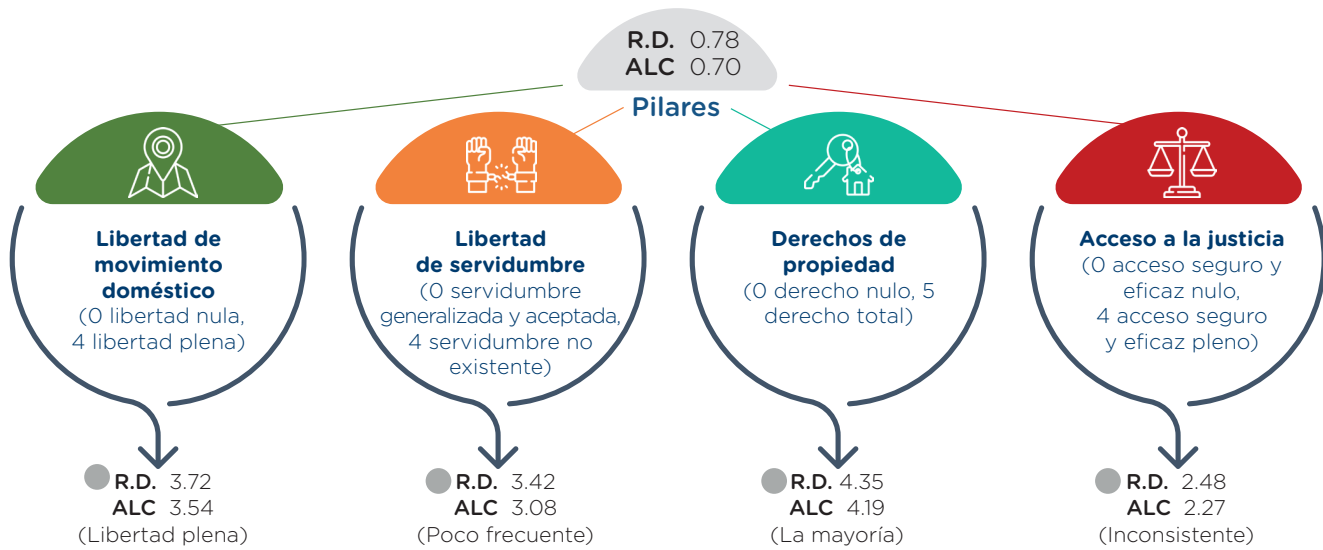 R.D. 0.78
ALC 0.70
Pilares
Libertad de
movimiento
doméstico
(0 libertad nula,
4 libertad plena)
R.D. 3.72
ALC 3.54
(Libertad plena)
Libertad
de servidumbre
(0 servidumbre
generalizada y aceptada,
4 servidumbre no
existente)
R.D. 3.42
ALC 3.08
(Poco frecuente)
Derechos de
propiedad
(0 derecho nulo, 5
derecho total)
R.D. 4.35
ALC 4.19
(La mayoría)
Acceso a la justicia
(0 acceso seguro y
eficaz nulo,
4 acceso seguro
y eficaz pleno)
R.D. 2.48
ALC 2.27
(Inconsistente)